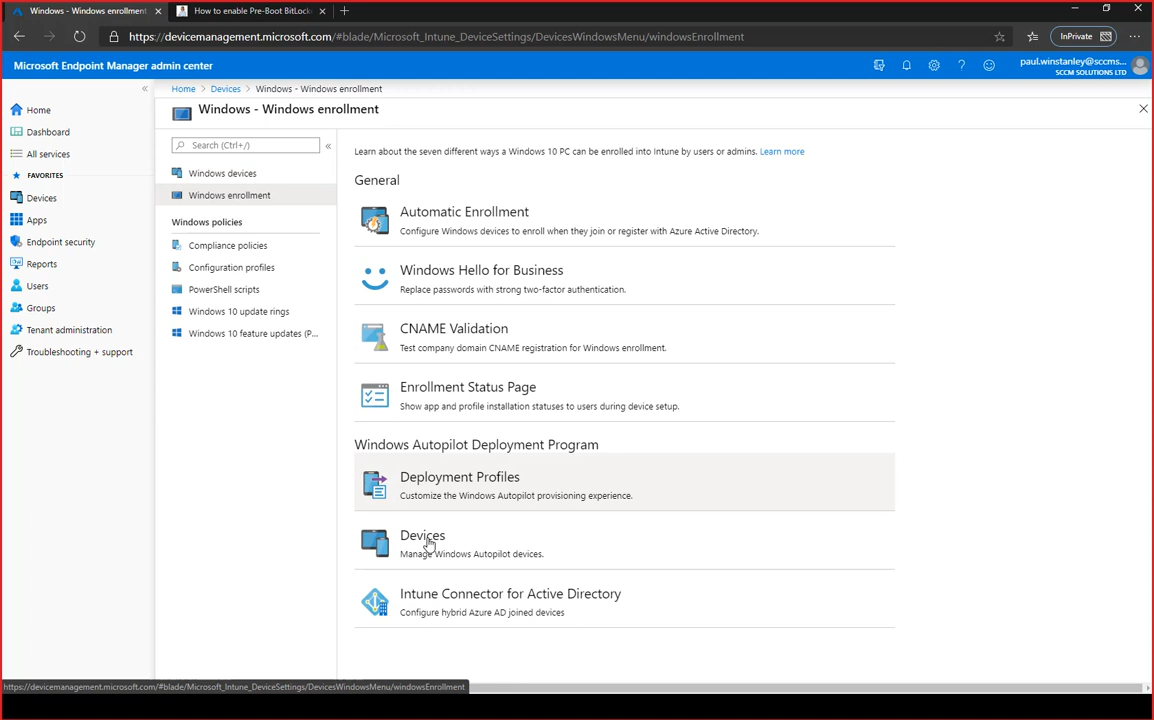 Windows - Windows enrollment
How to enable Pre-Boot BitLock
https://devicemanagement.microsoft.com/#blade/Microsoft_Intune_DeviceSettings/DevicesWindowsMenu/windowsEnrollment
InPrivate
Microsoft Endpoint Manager admin center
paul.winstanley@sccms...
SCCM SOLUTIONS LTD
Home
Dashboard
All services
FAVORITES
Devices
Apps
Endpoint security
Reports
Users
Groups
Tenant administration
Troubleshooting + support
Home > Devices > Windows - Windows enrollment
Windows - Windows enrollment
Search (Ctrl+/)
Windows devices
Windows enrollment
Windows policies
Compliance policies
Configuration profiles
PowerShell scripts
Windows 10 update rings
Windows 10 feature updates (P...
Learn about the seven different ways a Windows 10 PC can be enrolled into Intune by users or admins. Learn more
General
Automatic Enrollment
Configure Windows devices to enroll when they join or register with Azure Active Directory.
Windows Hello for Business
Replace passwords with strong two-factor authentication.
CNAME Validation
Test company domain CNAME registration for Windows enrollment.
Enrollment Status Page
Show app and profile installation statuses to users during device setup.
Windows Autopilot Deployment Program
Deployment Profiles
Customize the Windows Autopilot provisioning experience.
Devices
Manage Windows Autopilot devices.
Intune Connector for Active Directory
Configure hybrid Azure AD joined devices
https://devicemanagement.microsoft.com/#blade/Microsoft_Intune_DeviceSettings/DevicesWindowsMenu/windowsEnrollment